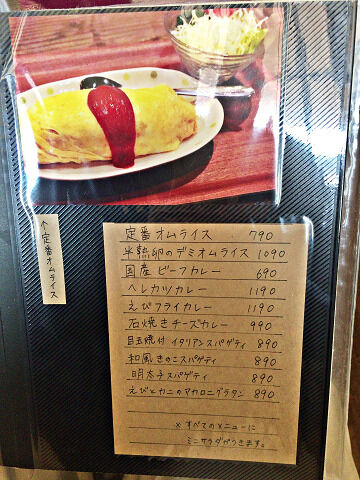 ↑定番オムライス
定番オムライス 790
半熟卵のデミオムライス 1090
国産ビーフカレー 690
ヘレカツカレー 1190
えびフライカレー 1190
石焼きチーズカレー 990
目玉焼付イタリアンスパゲティ 890
和風きのこスパゲティ 890
明太子スパゲティ 890
えびとカニのマカロニグラタン 890
×すべてのメニューに
ミニサラダがつきます。